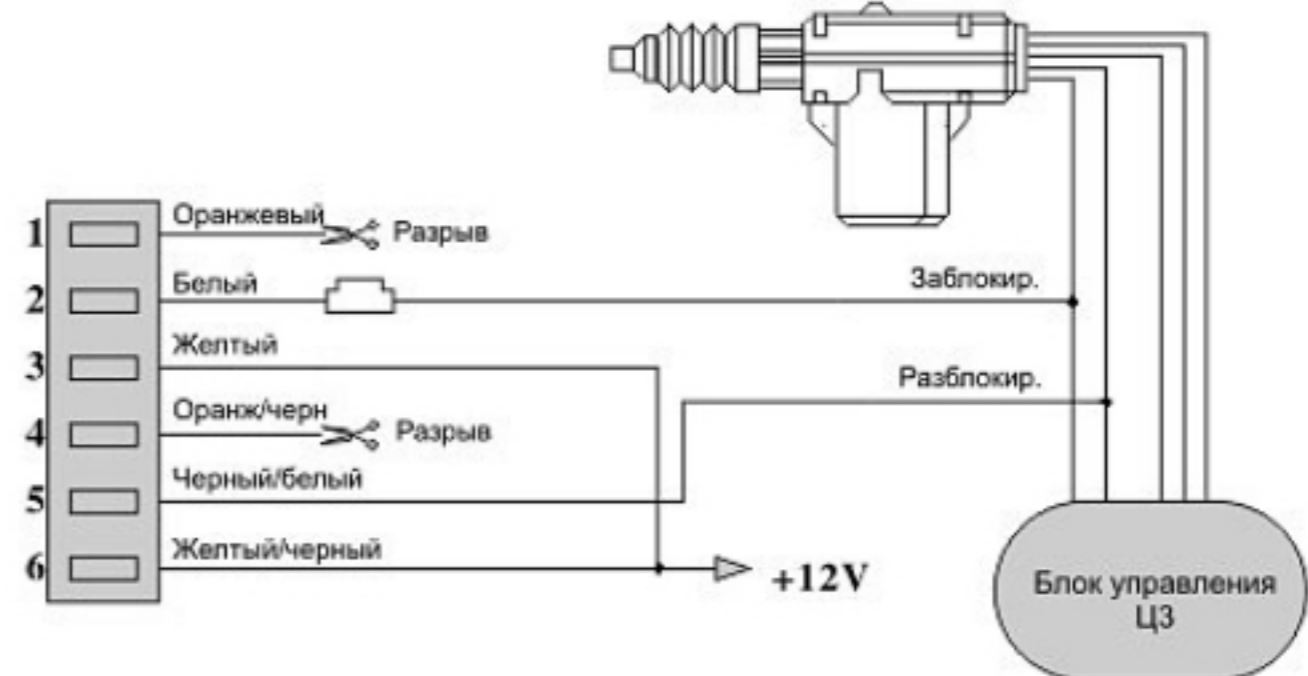 1 Оранжевый Разрыв
2 Белый Заблокир.
3 Желтый
Разблокир.
4 Оранж/черн Разрыв
5 Черный/белый
6 Желтый/черный +12V
Блок управления
ЦЗ